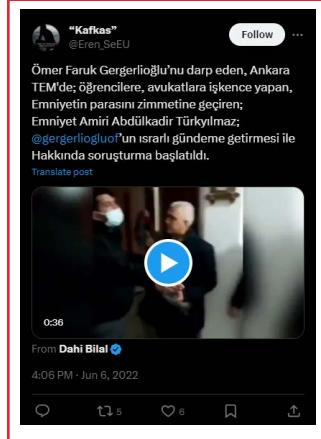 “Kafkas”
@Eren_SeEU
Follow
Ömer Faruk Gergerlioğlu’nu darp eden, Ankara
TEM'de; öğrencilere, avukatlara işkence yapan,
Emniyetin parasını zimmetine geçiren;
Emniyet Amiri Abdülkadir Türkyılmaz;
@gergerliogluof’un ısrarlı gündeme getirmesi ile
Hakkında soruşturma başlatıldı.
Translate post
0:36
From Dahi Bilal
4:06 PM · Jun 6, 2022
5
6